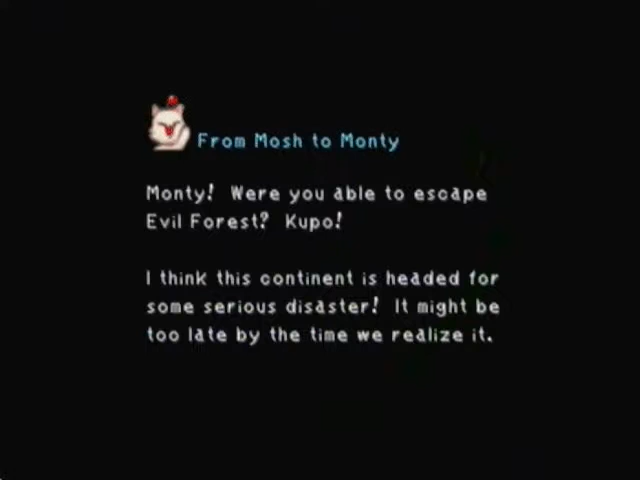 From Mosh to Monty
Monty! Were you able to escape
Evil Forest? Kupo!
I think this continent is headed for
some serious disaster! It might be
too late by the time we realize it.